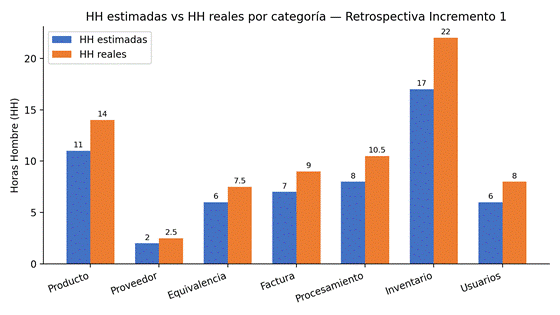 HH estimadas vs HH reales por categoría — Retrospectiva Incremento 1
HH estimadas
HH reales
Horas Hombre (HH)
20
15
10
5
0
11
14
2
2.5
6
7.5
7
9
8
10.5
17
22
6
8
Producto
Proveedor
Equivalencia
Factura
Procesamiento
Inventario
Usuarios